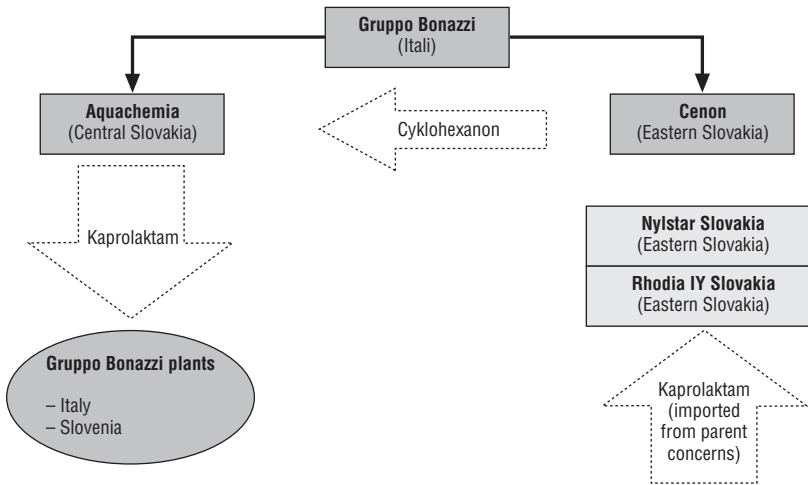 Gruppo Bonazzi
(Itali)
Aquachemia
(Central Slovakia)
Cyklohexanon
Cenon
(Eastern Slovakia)
Kaprolaktam
Nylstar Slovakia
(Eastern Slovakia)
Rhodia IY Slovakia
(Eastern Slovakia)
Gruppo Bonazzi plants
– Italy
– Slovenia
Kaprolaktam
(imported
from parent
concerns)